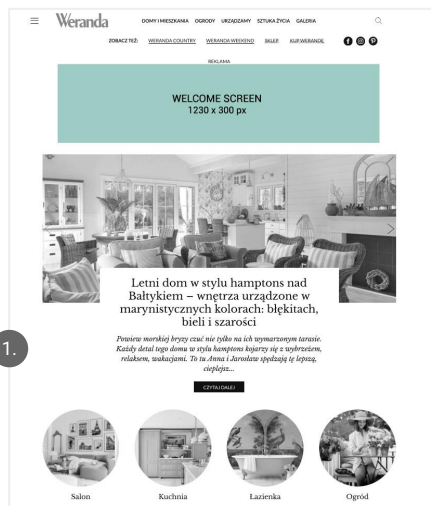 Weranda
DOMY I MIESZKANIA OGRODY URZĄDZAMY SZTUKA ŻYCIA GALERIA
ZOBACZ TEŻ: WERANDA COUNTRY WERANDA WEEKEND SKLEP KUP WERANDĘ
REKLAMA
WELCOME SCREEN
1230 x 300 px
Letni dom w stylu hamptons nad
Bałtykiem – wnętrza urządzone w
marynistycznych kolorach: błękitach,
bieli i szarości
Powiew morskiej bryzy czuć nie tylko na ich wymarzonym tarasie.
Każdy detal tego domu w stylu hamptons kojarzy się z wybrzeżem,
relaksem, wakacjami. To tu Anna i Jarosław spędzają tę lepszą,
cieplejsz...
1.
CZYTAJ DALEJ
Salon Kuchnia Łazienka Ogród